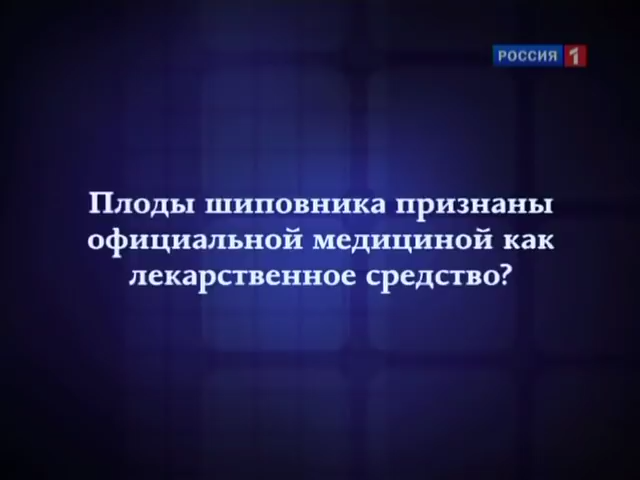 РОССИЯ 1
Плоды шиповника признаны
официальной медициной как
лекарственное средство?